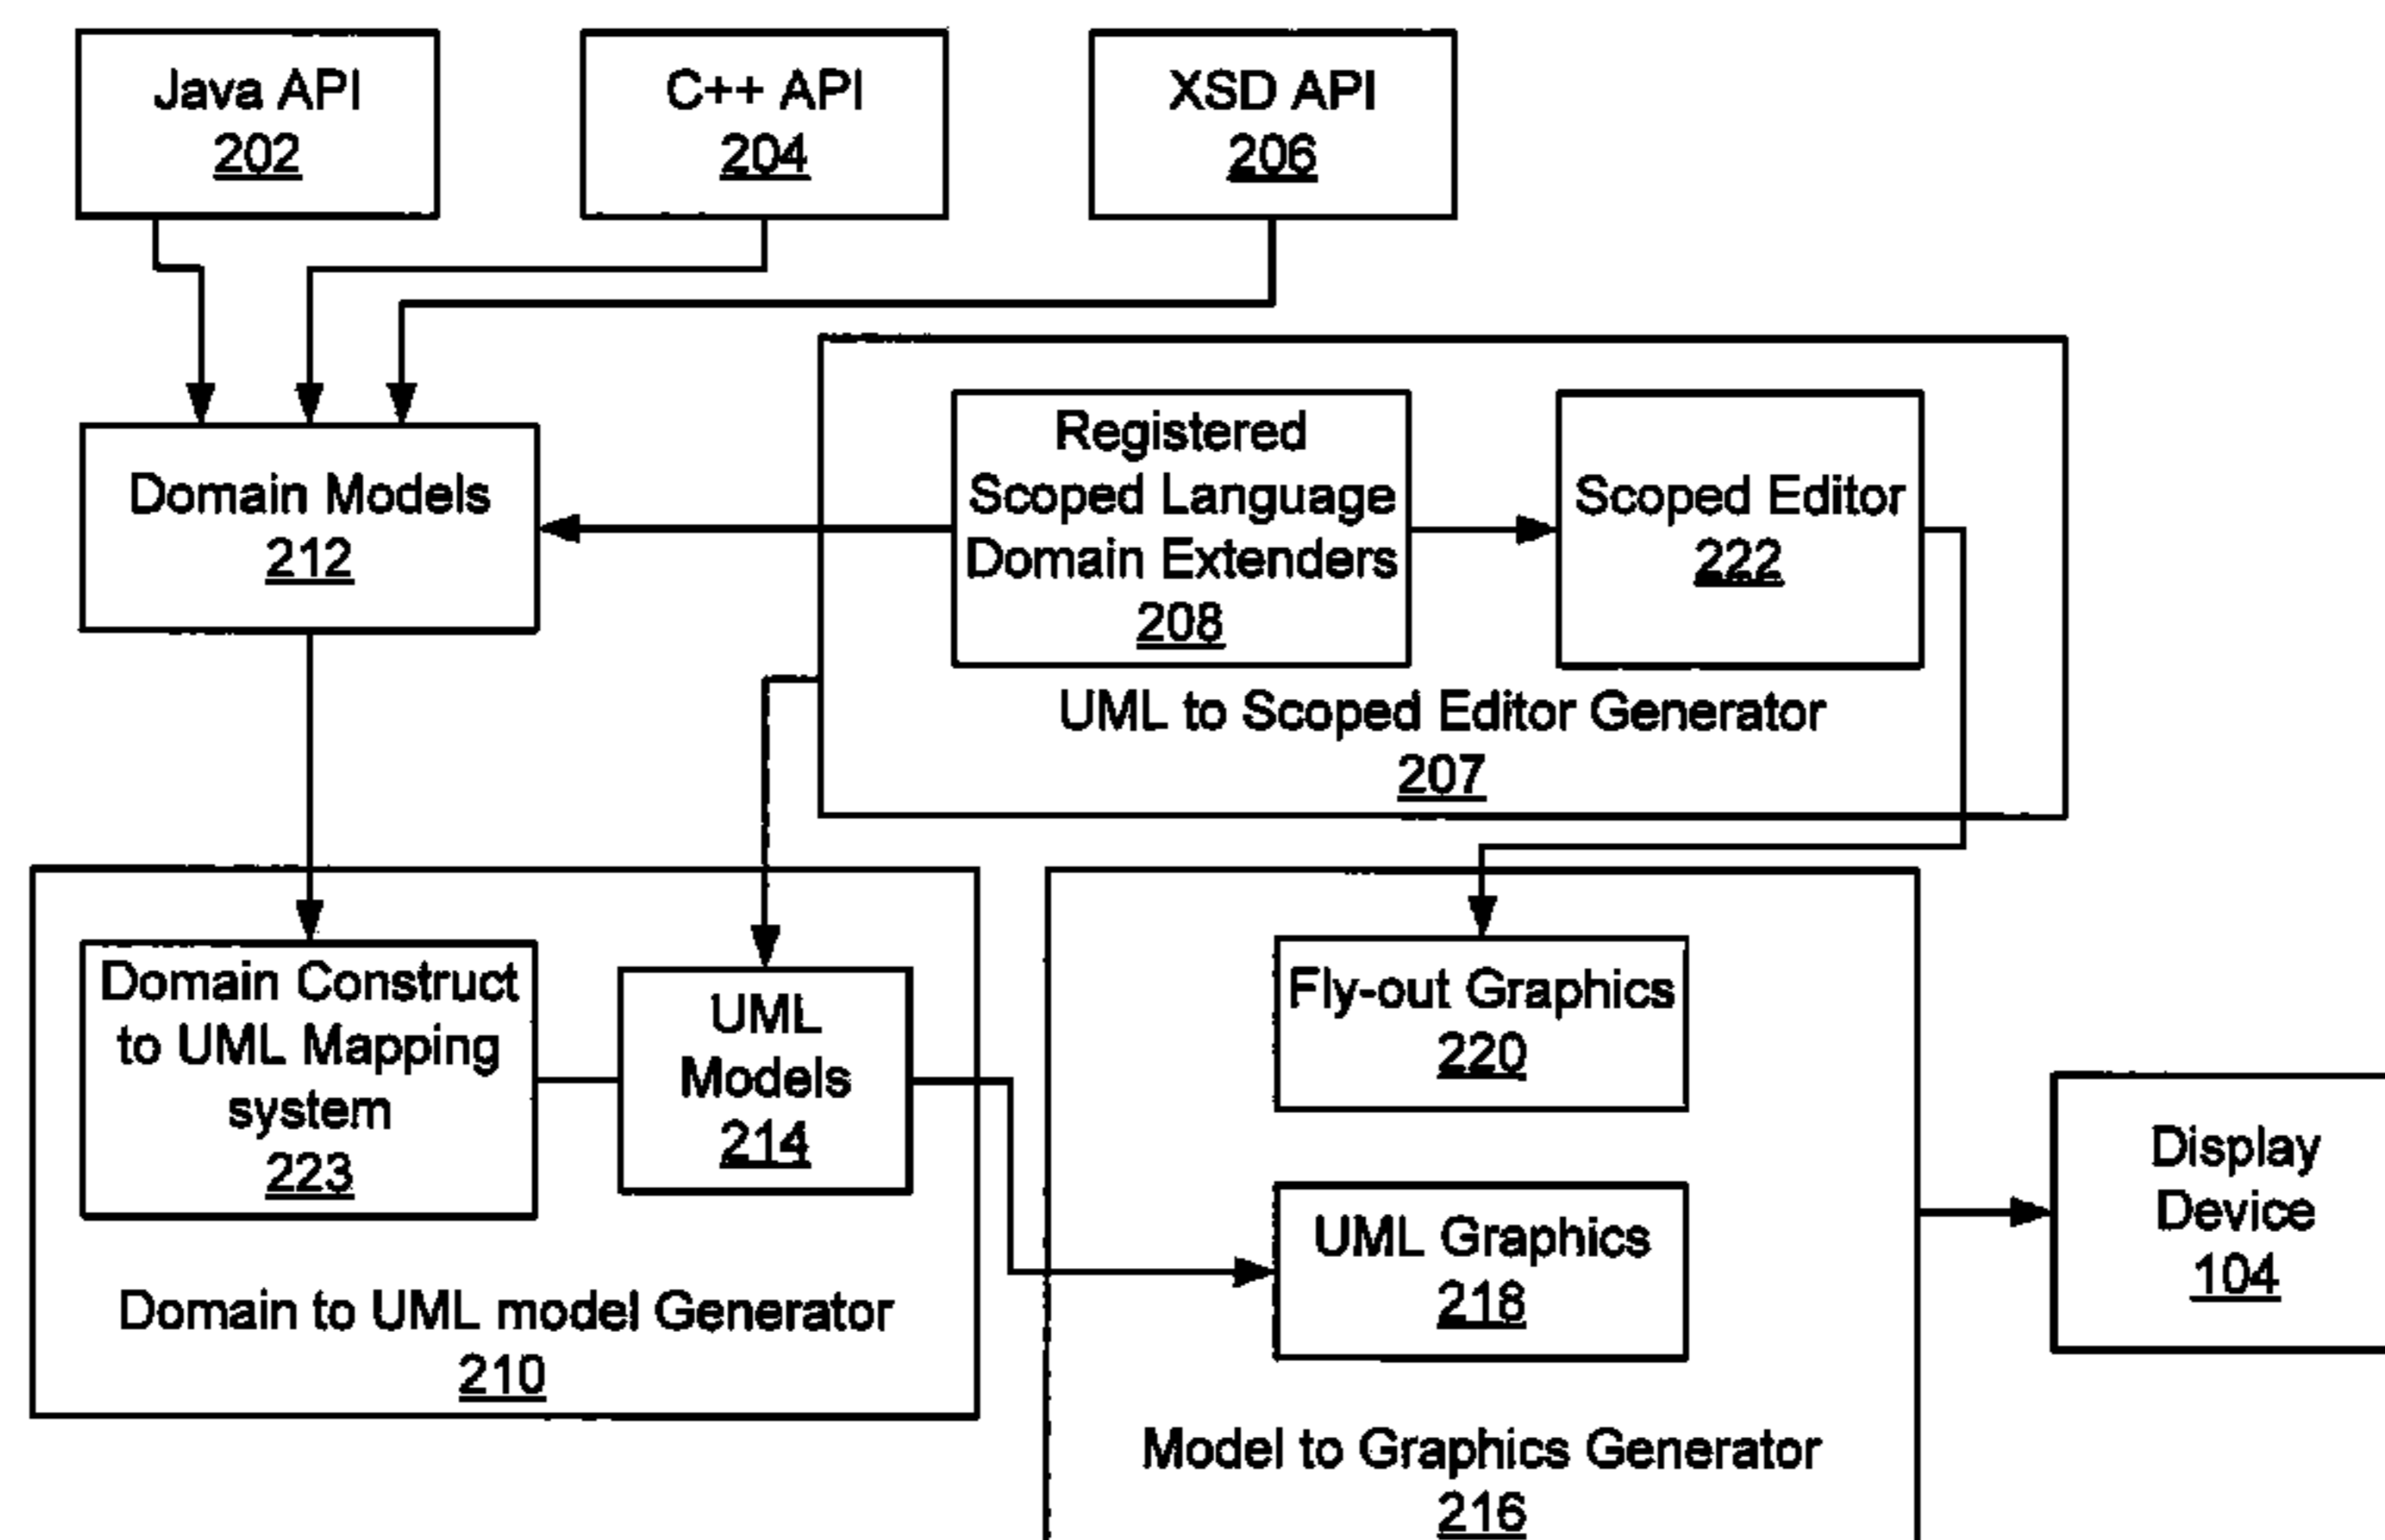 Java API
202
C++ API
204
XSD API
206
Domain Models
212
Registered
Scoped Language
Domain Extenders
208
Scoped Editor
222
UML to Scoped Editor Generator
207
Domain Construct
to UML Mapping
system
223
UML
Models
214
Domain to UML model Generator
210
Fly-out Graphics
220
UML Graphics
218
Model to Graphics Generator
216
Display
Device
104